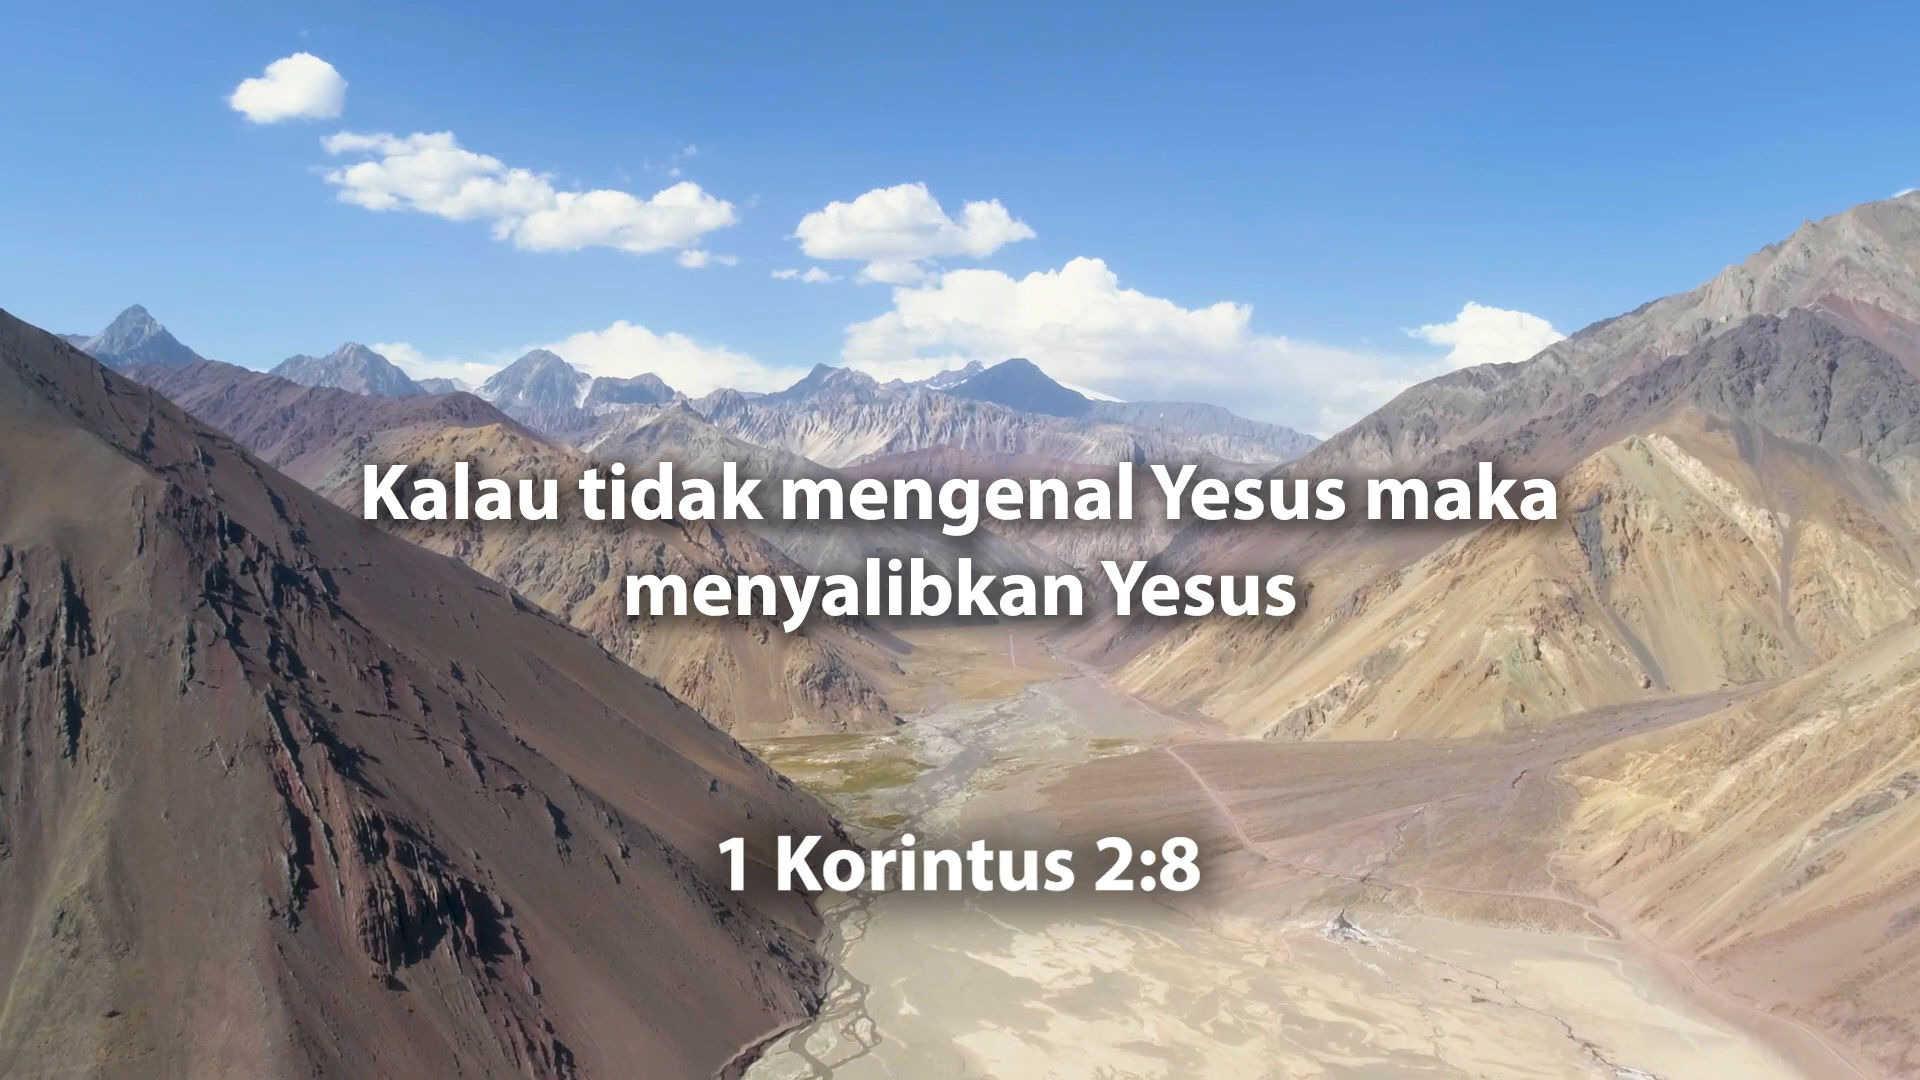 Kalau tidak mengenal Yesus maka
menyalibkan Yesus
1 Korintus 2:8